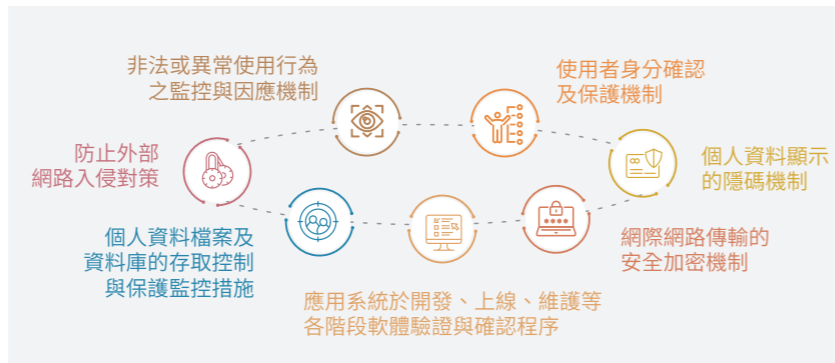 非法或異常使用行為
之監控與因應機制
使用者身分確認
及保護機制
防止外部
網路入侵對策
個人資料顯示
的隱碼機制
個人資料檔案及
資料庫的存取控制
與保護監控措施
網際網路傳輸的
安全加密機制
應用系統於開發、上線、維護等
各階段軟體驗證與確認程序